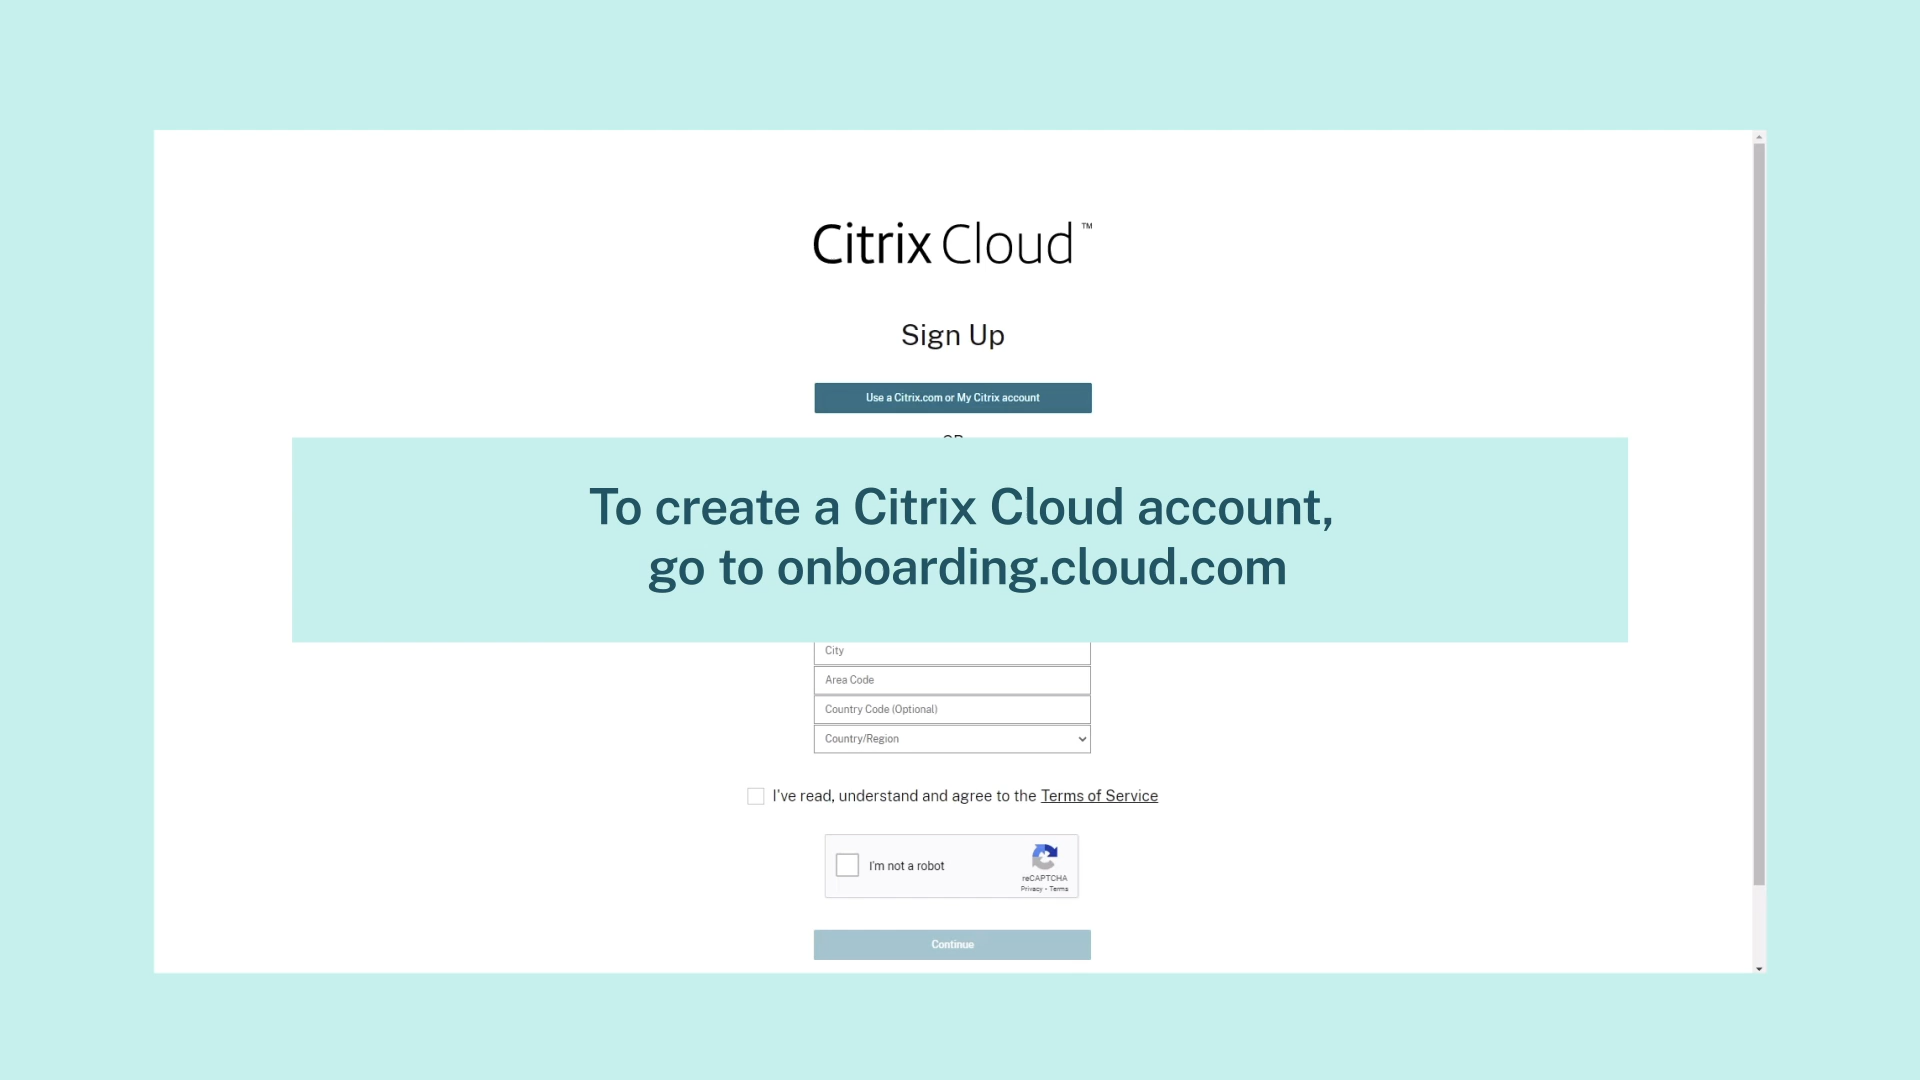 Citrix Cloud™
Sign Up
Use a Citrix.com or My Citrix account
To create a Citrix Cloud account,
go to onboarding.cloud.com
City
Area Code
Country Code (Optional)
Country/Region
I've read, understand and agree to the Terms of Service
I'm not a robot
reCAPTCHA
Privacy - Terms
Continue